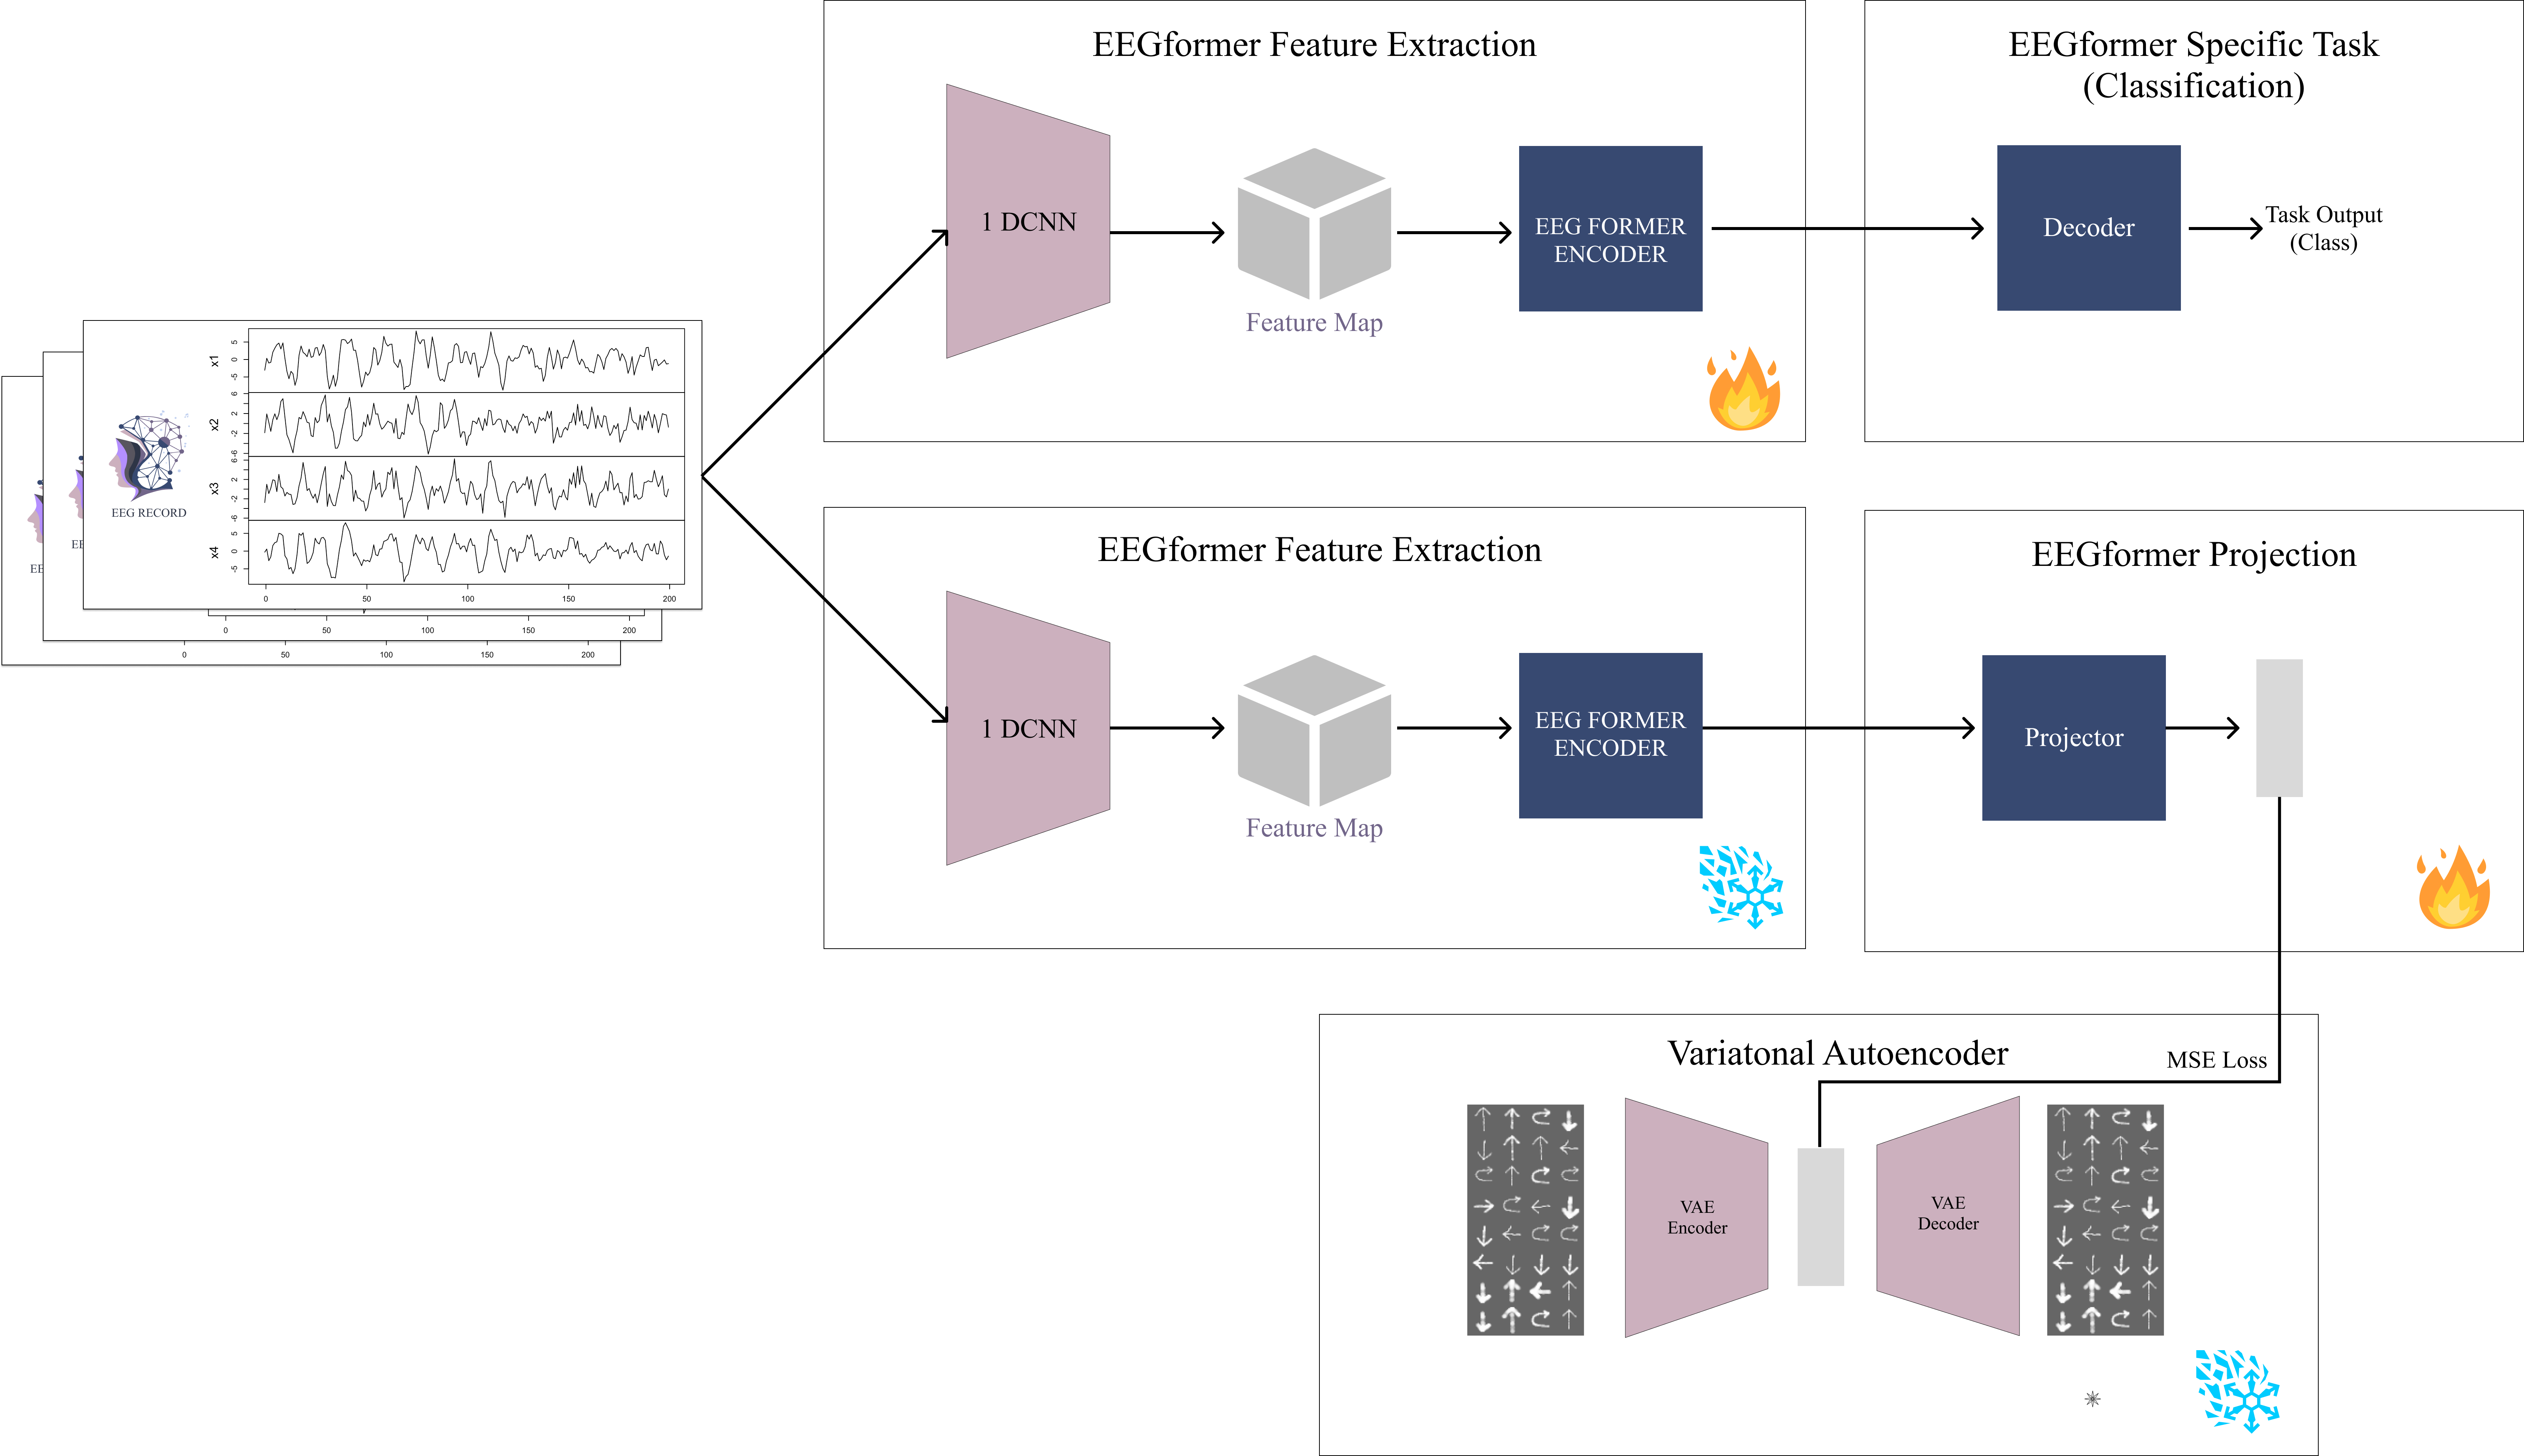 EEGformer Feature Extraction
1 DCNN
Feature Map
EEG FORMER
ENCODER
EEGformer Specific Task
(Classification)
Decoder
Task Output
(Class)
x1
5
0
-5
x2
6
2
-2
-6
x3
6
2
-2
-6
x4
5
0
-5
0 50 100 150 200
EEG RECORD
EE
0 50 100 150 200
EE
0 50 100 150 200
EEGformer Feature Extraction
1 DCNN
Feature Map
EEG FORMER
ENCODER
EEGformer Projection
Projector
Variatonal Autoencoder
MSE Loss
VAE
Encoder
VAE
Decoder